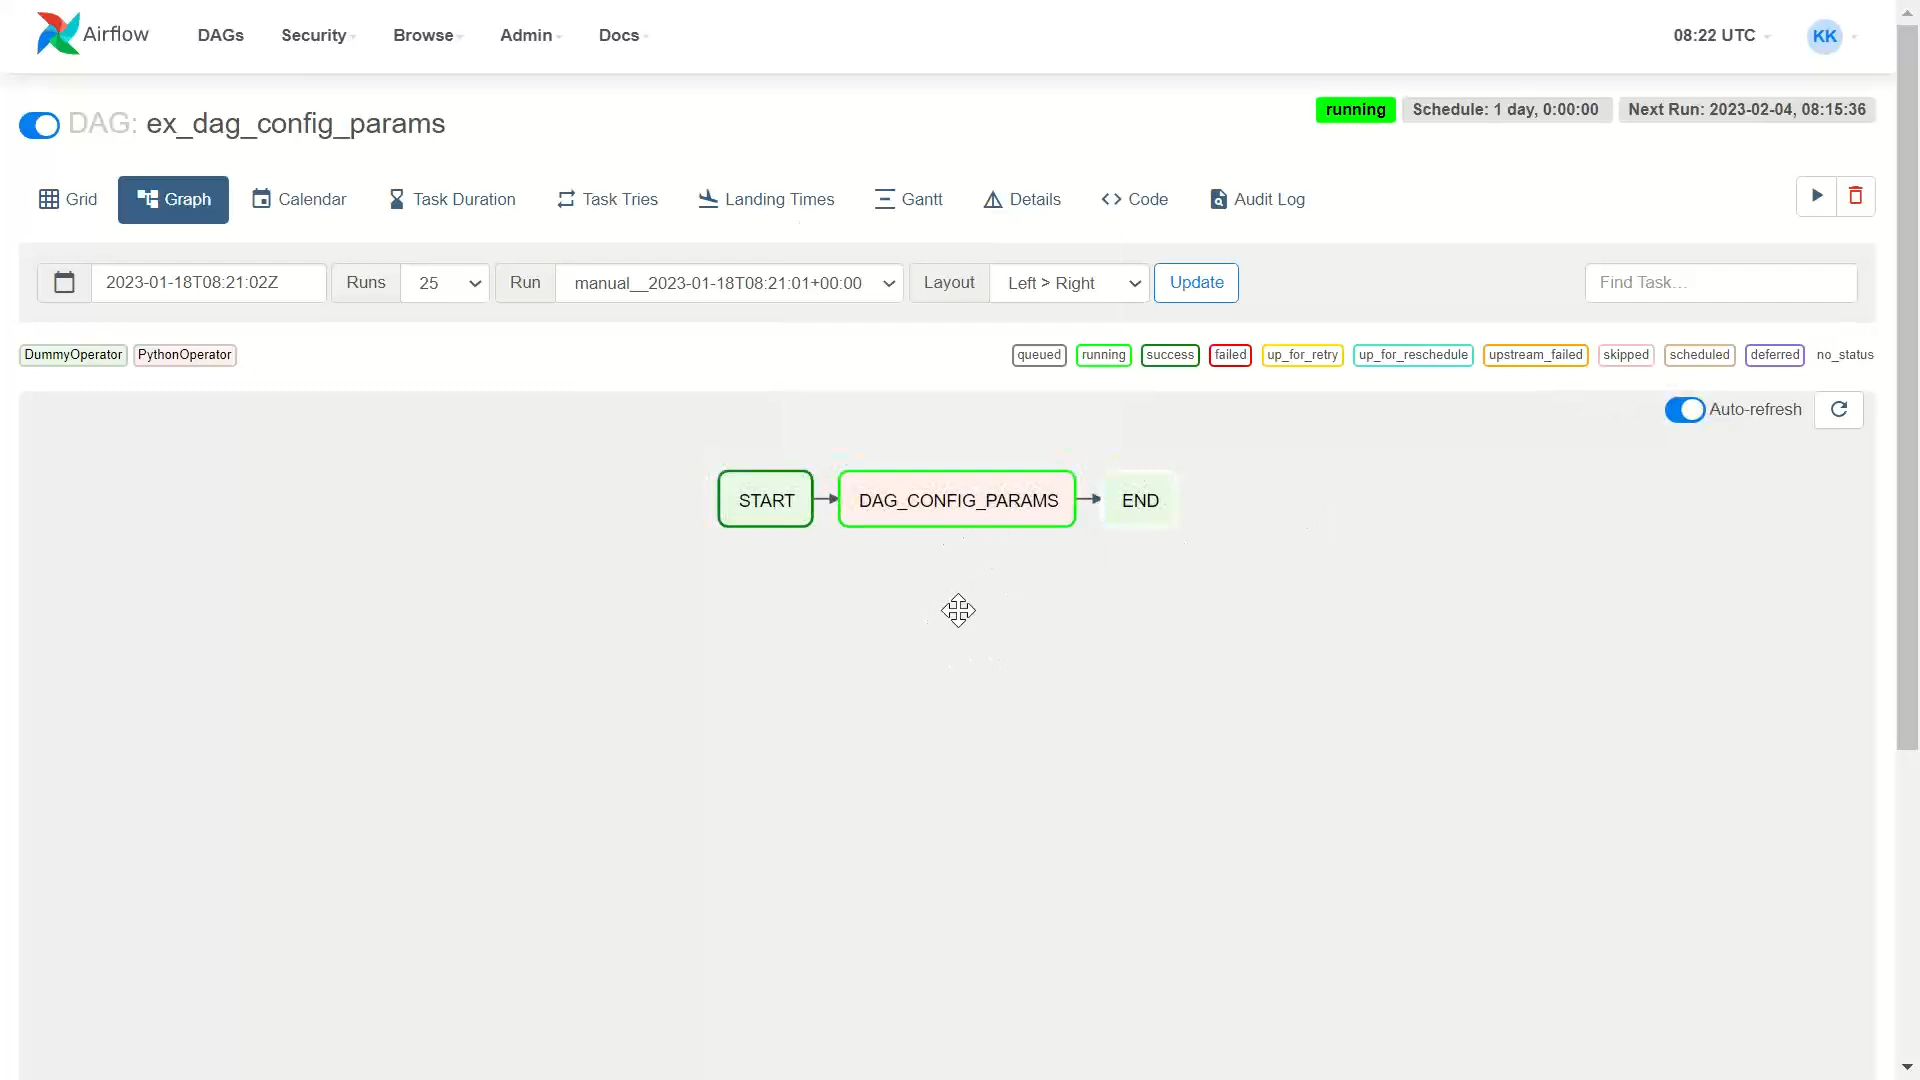 Airflow DAGs Security Browse Admin Docs 08:22 UTC KK
DAG: ex_dag_config_params running Schedule: 1 day, 0:00:00 Next Run: 2023-02-04, 08:15:36
Grid Graph Calendar Task Duration Task Tries Landing Times Gantt Details Code Audit Log
2023-01-18T08:21:02Z Runs 25 Run manual__2023-01-18T08:21:01+00:00 Layout Left > Right Update Find Task...
DummyOperator PythonOperator queued running success failed up_for_retry up_for_reschedule upstream_failed skipped scheduled deferred no_status
Auto-refresh
START DAG_CONFIG_PARAMS END